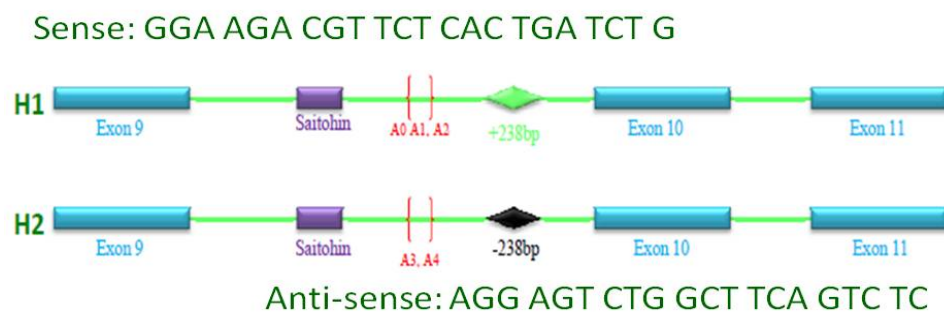 Sense: GGA AGA CGT TCT CAC TGA TCT G
H1
Exon 9 Saitohin A0 A1, A2 +238bp Exon 10 Exon 11
H2
Exon 9 Saitohin A3, A4 -238bp Exon 10 Exon 11
Anti-sense: AGG AGT CTG GCT TCA GTC TC